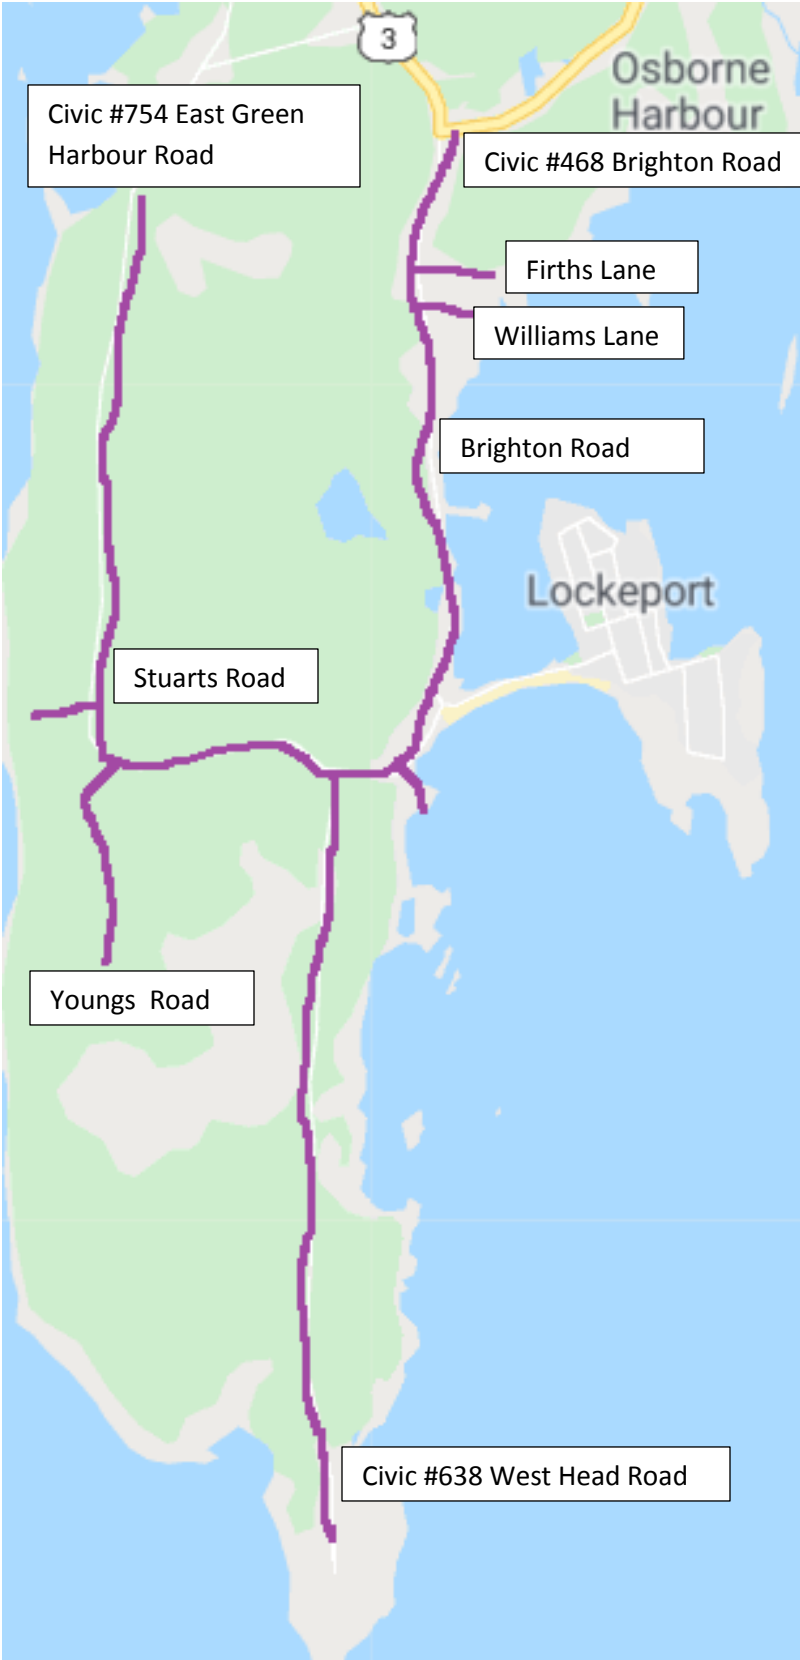 3
Osborne
Harbour
Civic #754 East Green
Harbour Road
Civic #468 Brighton Road
Firths Lane
Williams Lane
Brighton Road
Lockeport
Stuarts Road
Youngs  Road
Civic #638 West Head Road